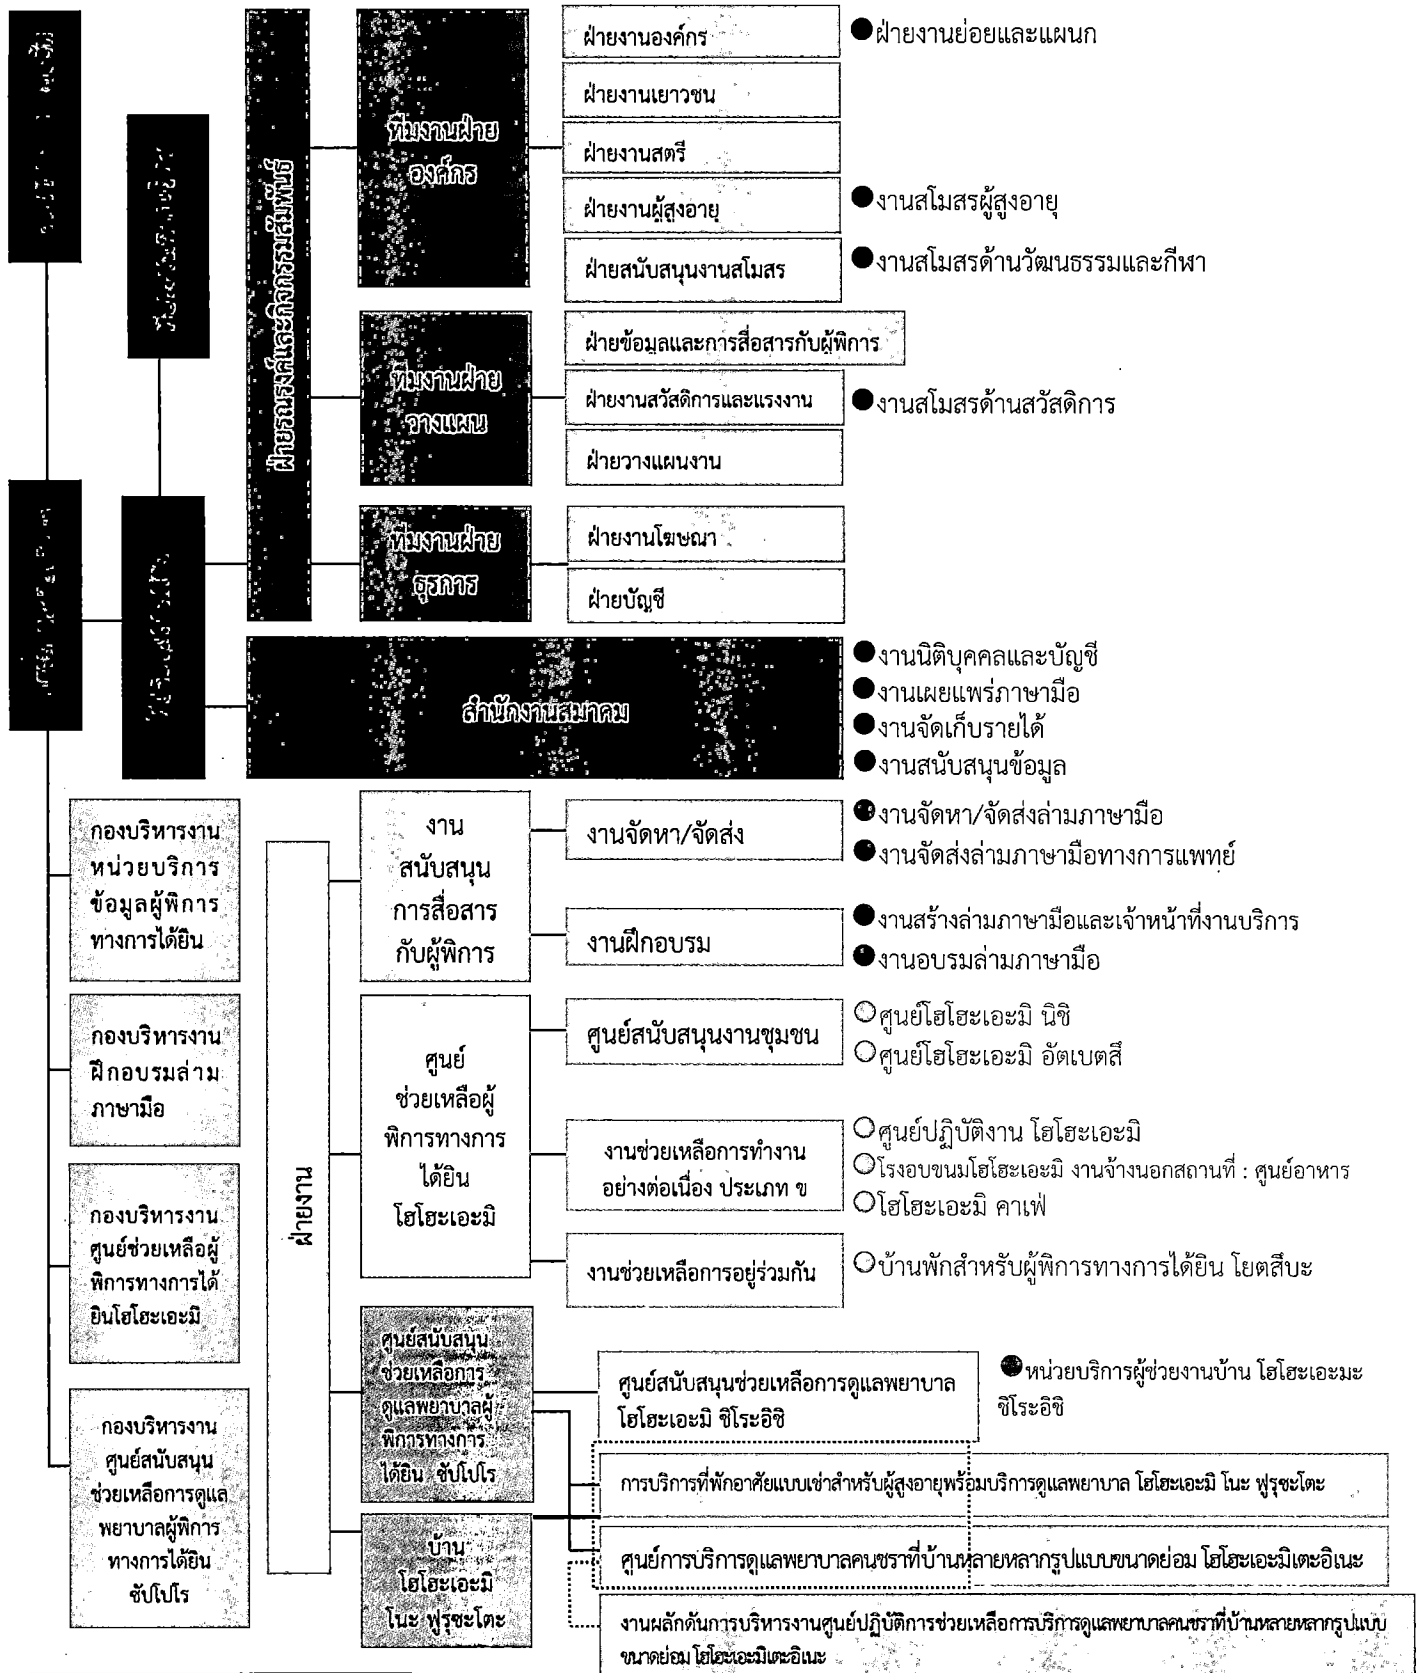 ฝ่ายรณรงค์และกิจกรรมสัมพันธ์
ทีมงานฝ่าย
องค์กร
ฝ่ายงานองค์กร
●ฝ่ายงานย่อยและแผนก
ฝ่ายงานเยาวชน
ฝ่ายงานสตรี
ฝ่ายงานผู้สูงอายุ
●งานสโมสรผู้สูงอายุ
ฝ่ายสนับสนุนงานสโมสร
●งานสโมสรด้านวัฒนธรรมและกีฬา
ทีมงานฝ่าย
วางแผน
ฝ่ายข้อมูลและการสื่อสารกับผู้พิการ
ฝ่ายงานสวัสดิการและแรงงาน
●งานสโมสรด้านสวัสดิการ
ฝ่ายวางแผนงาน
ทีมงานฝ่าย
ธุรการ
ฝ่ายงานโฆษณา
ฝ่ายบัญชี
สำนักงานสมาคม
●งานนิติบุคคลและบัญชี
●งานเผยแพร่ภาษามือ
●งานจัดเก็บรายได้
●งานสนับสนุนข้อมูล
กองบริหารงาน
หน่วยบริการ
ข้อมูลผู้พิการ
ทางการได้ยิน
กองบริหารงาน
ฝึกอบรมล่าม
ภาษามือ
กองบริหารงาน
ศูนย์ช่วยเหลือผู้
พิการทางการได้
ยินโฮโฮะเอะมิ
กองบริหารงาน
ศูนย์สนับสนุน
ช่วยเหลือการดูแล
พยาบาลผู้พิการ
ทางการได้ยิน
ซัปโปโร
ฝ่ายงาน
งาน
สนับสนุน
การสื่อสาร
กับผู้พิการ
งานจัดหา/จัดส่ง
●งานจัดหา/จัดส่งล่ามภาษามือ
●งานจัดส่งล่ามภาษามือทางการแพทย์
งานฝึกอบรม
●งานสร้างล่ามภาษามือและเจ้าหน้าที่งานบริการ
●งานอบรมล่ามภาษามือ
ศูนย์
ช่วยเหลือผู้
พิการทางการ
ได้ยิน
โฮโฮะเอะมิ
ศูนย์สนับสนุนงานชุมชน
○ศูนย์โฮโฮะเอะมิ นิชิ
○ศูนย์โฮโฮะเอะมิ อัตเบตสึ
งานช่วยเหลือการทำงาน
อย่างต่อเนื่อง ประเภท ข
○ศูนย์ปฏิบัติงาน โฮโฮะเอะมิ
○โรงอบขนมโฮโฮะเอะมิ งานจ้างนอกสถานที่ : ศูนย์อาหาร
○โฮโฮะเอะมิ คาเฟ่
งานช่วยเหลือการอยู่ร่วมกัน
○บ้านพักสำหรับผู้พิการทางการได้ยิน โยตสึบะ
ศูนย์สนับสนุน
ช่วยเหลือการ
ดูแลพยาบาลผู้
พิการทางการ
ได้ยิน ซัปโปโร
ศูนย์สนับสนุนช่วยเหลือการดูแลพยาบาล
โฮโฮะเอะมิ ชิโระอิชิ
●หน่วยบริการผู้ช่วยงานบ้าน โฮโฮะเอะมะ
ชิโระอิชิ
การบริการที่พักอาศัยแบบเช่าสำหรับผู้สูงอายุพร้อมบริการดูแลพยาบาล โฮโฮะเอะมิ โนะ ฟูรุซะโตะ
บ้าน
โฮโฮะเอะมิ
โนะ ฟูรุซะโตะ
ศูนย์การบริการดูแลพยาบาลคนชราที่บ้านหลายหลากรูปแบบขนาดย่อม โฮโฮะเอะมิเตะอิเนะ
งานผลักดันการบริหารงานศูนย์ปฏิบัติการช่วยเหลือการบริการดูแลพยาบาลคนชราที่บ้านหลายหลากรูปแบบ
ขนาดย่อม โฮโฮะเอะมิเตะอิเนะ